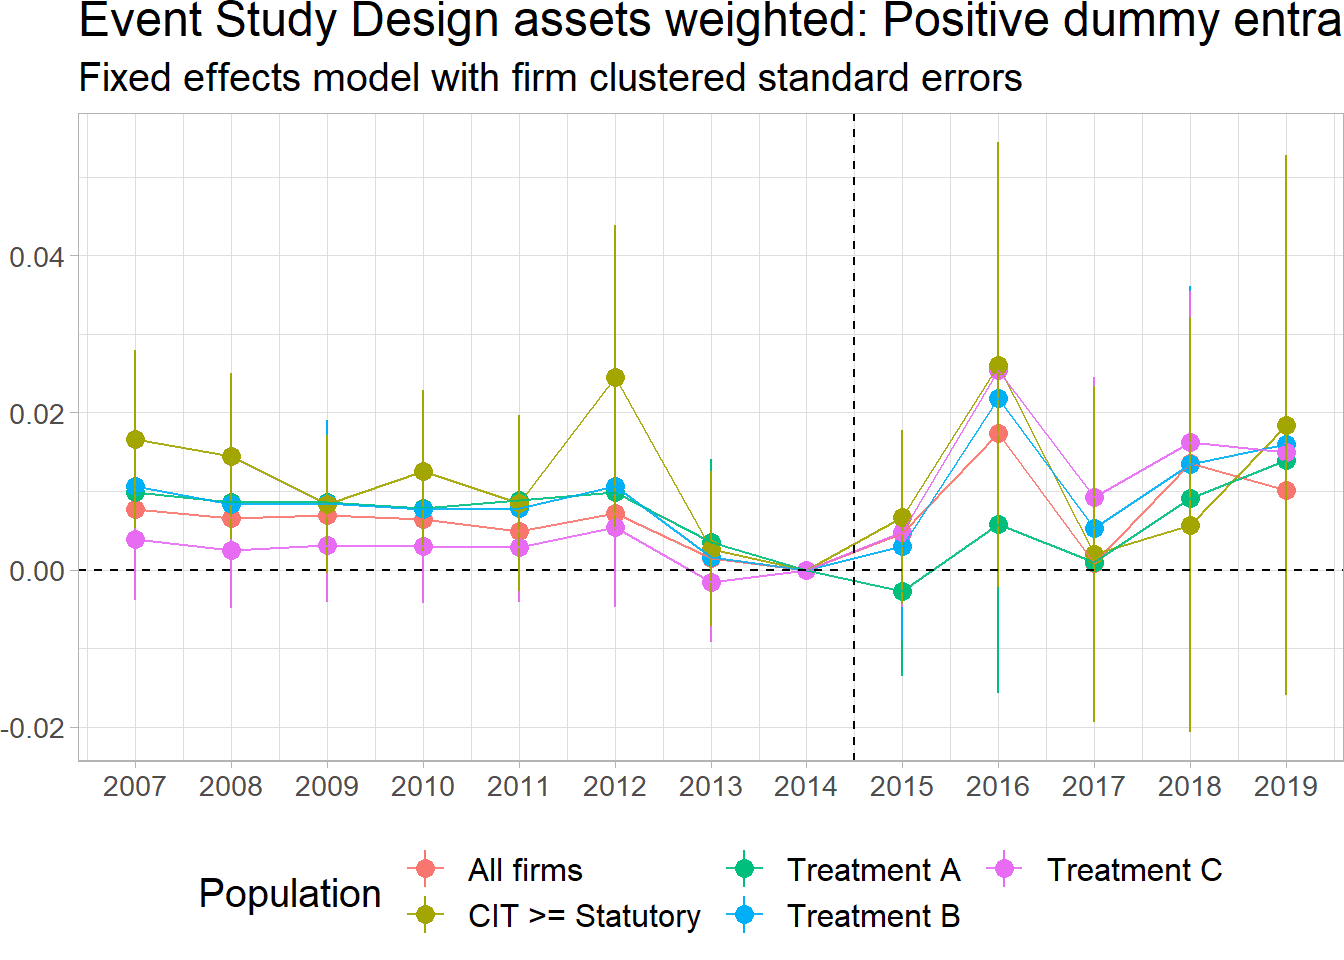 Event Study Design assets weighted: Positive dummy entra
Fixed effects model with firm clustered standard errors
0.04
0.02
0.00
-0.02
2007 2008 2009 2010 2011 2012 2013 2014 2015 2016 2017 2018 2019
Population
All firms
CIT >= Statutory
Treatment A
Treatment B
Treatment C